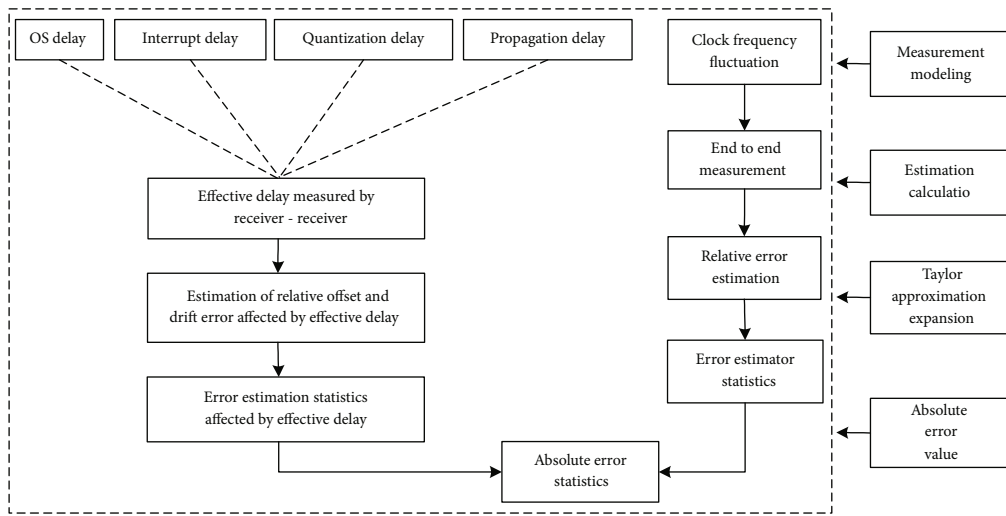 OS delay
Interrupt delay
Quantization delay
Propagation delay
Clock frequency
fluctuation
Measurement
modeling
End to end
measurement
Estimation
calculatio
Effective delay measured by
receiver - receiver
Relative error
estimation
Taylor
approximation
expansion
Estimation of relative offset and
drift error affected by effective delay
Error estimator
statistics
Error estimation statistics
affected by effective delay
Absolute
error
value
Absolute error
statistics